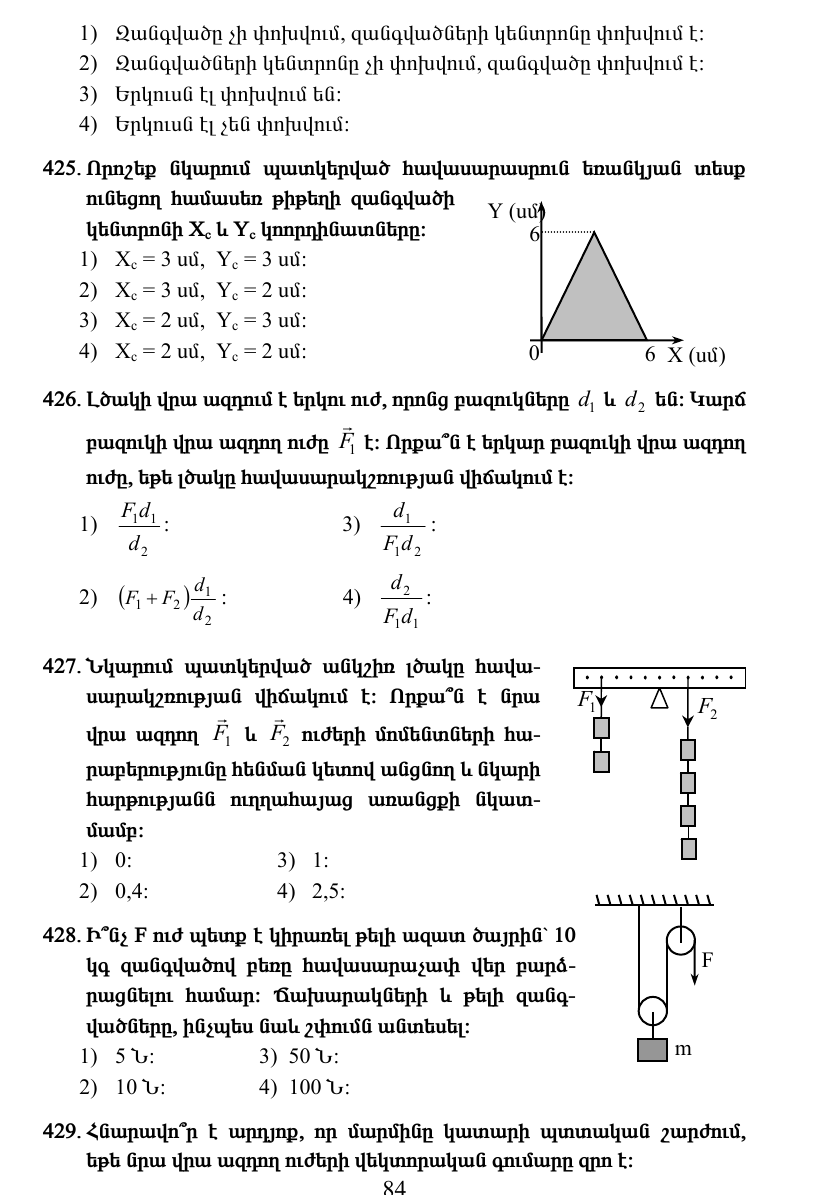 1) Զանգվածը չի փոխվում, զանգվածների կենտրոնը փոխվում է:
2) Զանգվածների կենտրոնը չի փոխվում, զանգվածը փոխվում է:
3) Երկուսն էլ փոխվում են:
4) Երկուսն էլ չեն փոխվում:
425. Որոշեք նկարում պատկերված հավասարասրուն եռանկյան տեսք
ունեցող համասեռ թիթեղի զանգվածի
կենտրոնի Xc և Yc կոորդինատները:
1) Xc = 3 սմ, Yc = 3 սմ:
2) Xc = 3 սմ, Yc = 2 սմ:
3) Xc = 2 սմ, Yc = 3 սմ:
4) Xc = 2 սմ, Yc = 2 սմ:
Y (սմ)
6
0 6 X (սմ)
426. Լծակի վրա ազդում է երկու ուժ, որոնց բազուկները d₁ և d₂ են: Կարճ
բազուկի վրա ազդող ուժը F⃗₁ է: Որքա՞ն է երկար բազուկի վրա ազդող
ուժը, եթե լծակը հավասարակշռության վիճակում է:
1) F₁d₁/d₂ : 3) d₁/F₁d₂ :
2) (F₁ + F₂) d₁/d₂ : 4) d₂/F₁d₁ :
427. Նկարում պատկերված անկշիռ լծակը հավա-
սարակշռության վիճակում է: Որքա՞ն է նրա
վրա ազդող F⃗₁ և F⃗₂ ուժերի մոմենտների հա-
րաբերությունը հենման կետով անցնող և նկարի
հարթությանն ուղղահայաց առանցքի նկատ-
մամբ:
1) 0: 3) 1:
2) 0,4: 4) 2,5:
F₁ F₂
428. Ի՞նչ F ուժ պետք է կիրառել թելի ազատ ծայրին՝ 10
կգ զանգվածով բեռը հավասարաչափ վեր բարձ-
րացնելու համար: Ճախարակների և թելի զանգ-
վածները, ինչպես նաև շփումն անտեսել:
1) 5 Ն: 3) 50 Ն:
2) 10 Ն: 4) 100 Ն:
F
m
429. Հնարավո՞ր է արդյոք, որ մարմինը կատարի պտտական շարժում,
եթե նրա վրա ազդող ուժերի վեկտորական գումարը զրո է:
84